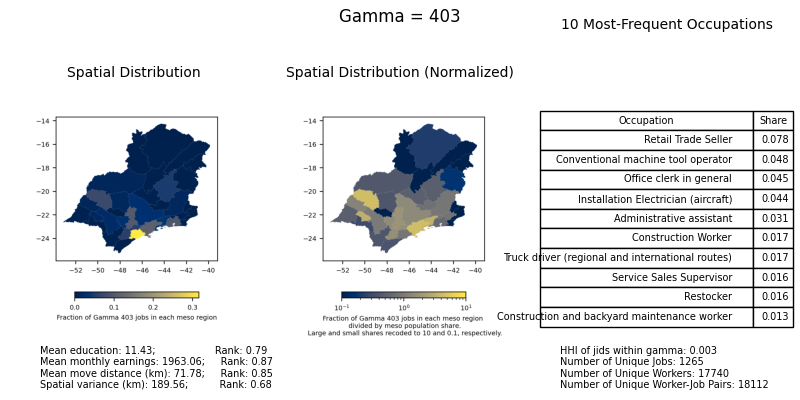 Gamma = 403
10 Most-Frequent Occupations
Spatial Distribution
Spatial Distribution (Normalized)
−14
−16
−18
−20
−22
−24
−52 −50 −48 −46 −44 −42 −40
0.0 0.1 0.2 0.3
Fraction of Gamma 403 jobs in each meso region
−14
−16
−18
−20
−22
−24
−52 −50 −48 −46 −44 −42 −40
10⁻¹ 10⁰ 10¹
Fraction of Gamma 403 jobs in each meso region
divided by meso population share.
Large and small shares recoded to 10 and 0.1, respectively.
Occupation Share
Retail Trade Seller 0.078
Conventional machine tool operator 0.048
Office clerk in general 0.045
Installation Electrician (aircraft) 0.044
Administrative assistant 0.031
Construction Worker 0.017
Truck driver (regional and international routes) 0.017
Service Sales Supervisor 0.016
Restocker 0.016
Construction and backyard maintenance worker 0.013
Mean education: 11.43; Rank: 0.79
Mean monthly earnings: 1963.06; Rank: 0.87
Mean move distance (km): 71.78; Rank: 0.85
Spatial variance (km): 189.56; Rank: 0.68
HHI of jids within gamma: 0.003
Number of Unique Jobs: 1265
Number of Unique Workers: 17740
Number of Unique Worker-Job Pairs: 18112